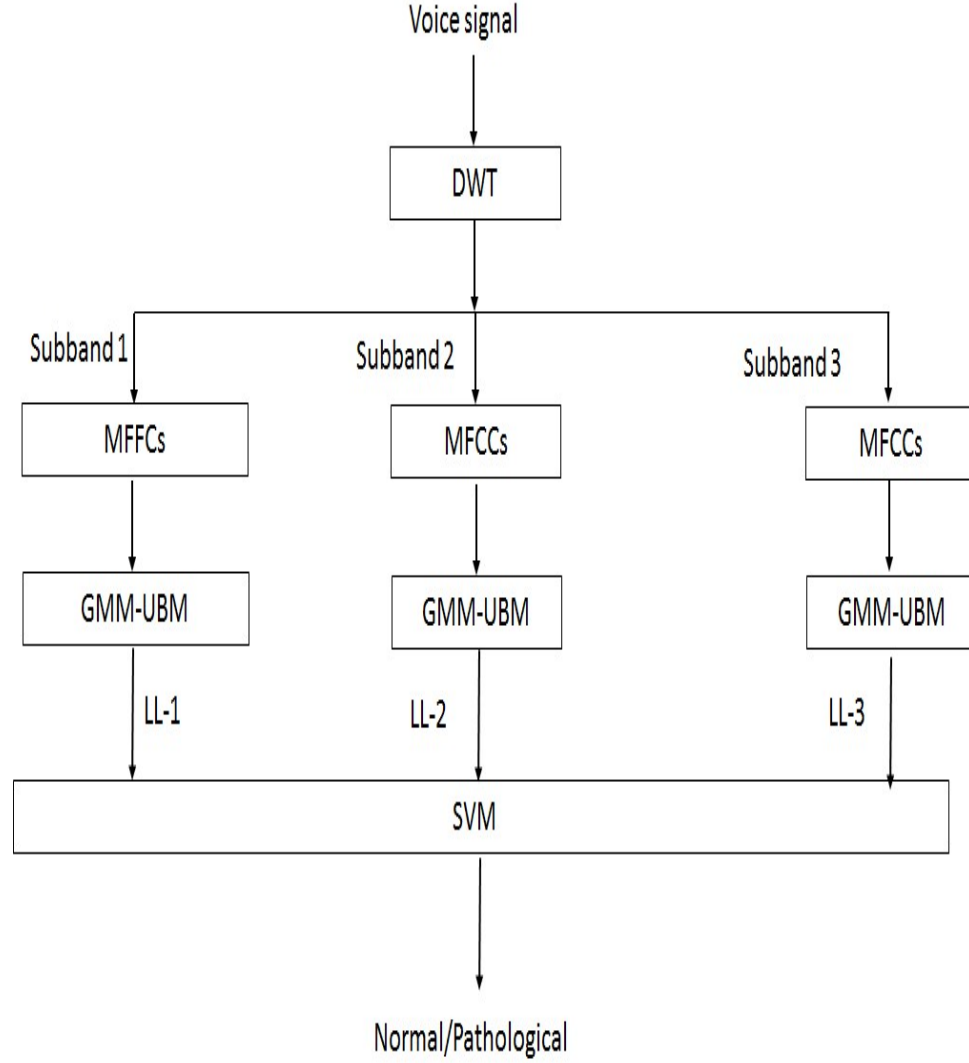 Voice signal
DWT
Subband 1
Subband 2
Subband 3
MFFCs
MFCCs
MFCCs
GMM-UBM
GMM-UBM
GMM-UBM
LL-1
LL-2
LL-3
SVM
Normal/Pathological